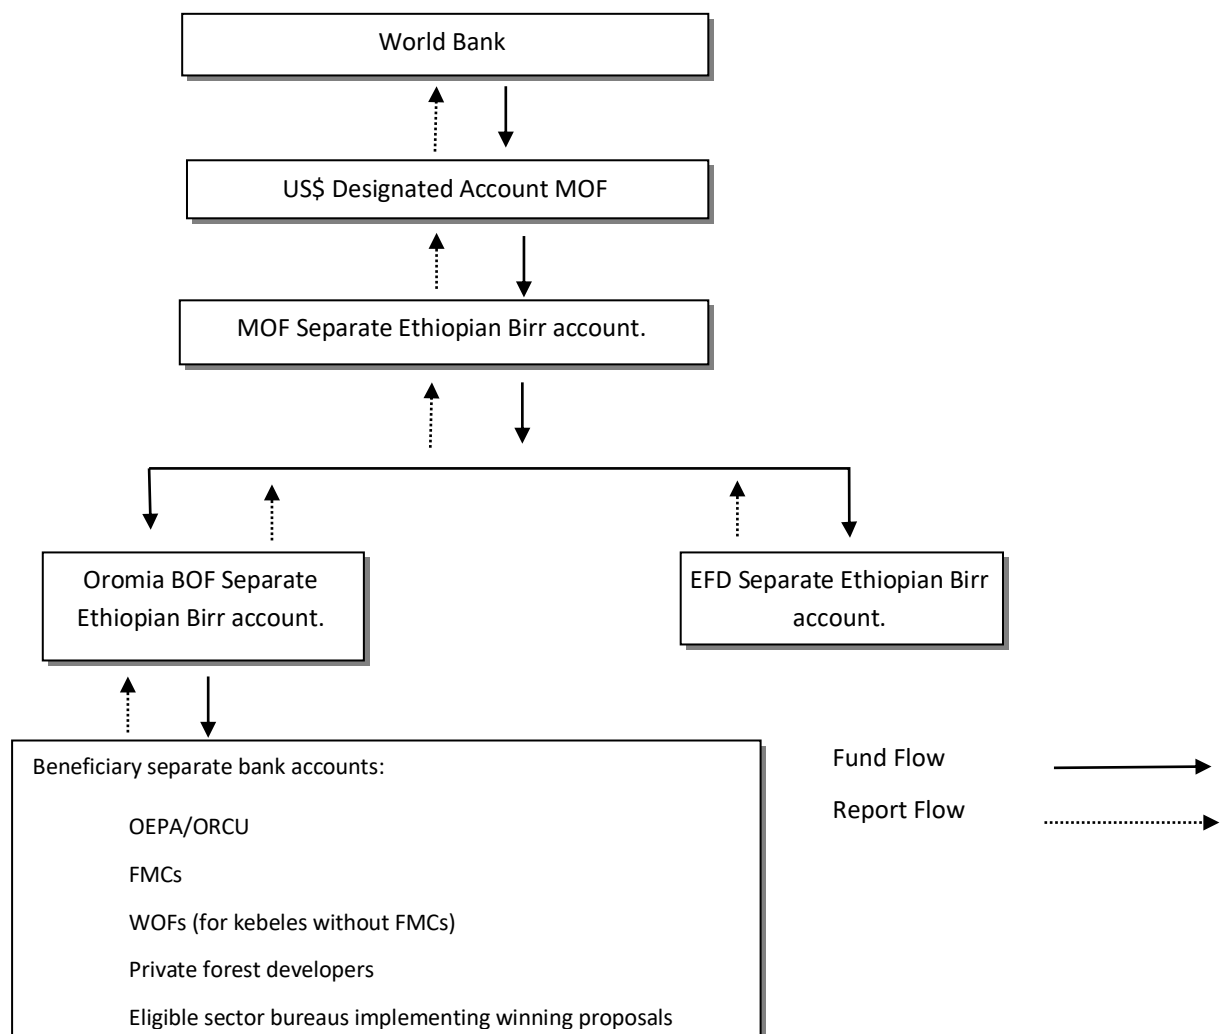 World Bank
US$ Designated Account MOF
MOF Separate Ethiopian Birr account.
Oromia BOF Separate
Ethiopian Birr account.
EFD Separate Ethiopian Birr
account.
Beneficiary separate bank accounts:
OEPA/ORCU
FMCs
WOFs (for kebeles without FMCs)
Private forest developers
Eligible sector bureaus implementing winning proposals
Fund Flow
Report Flow